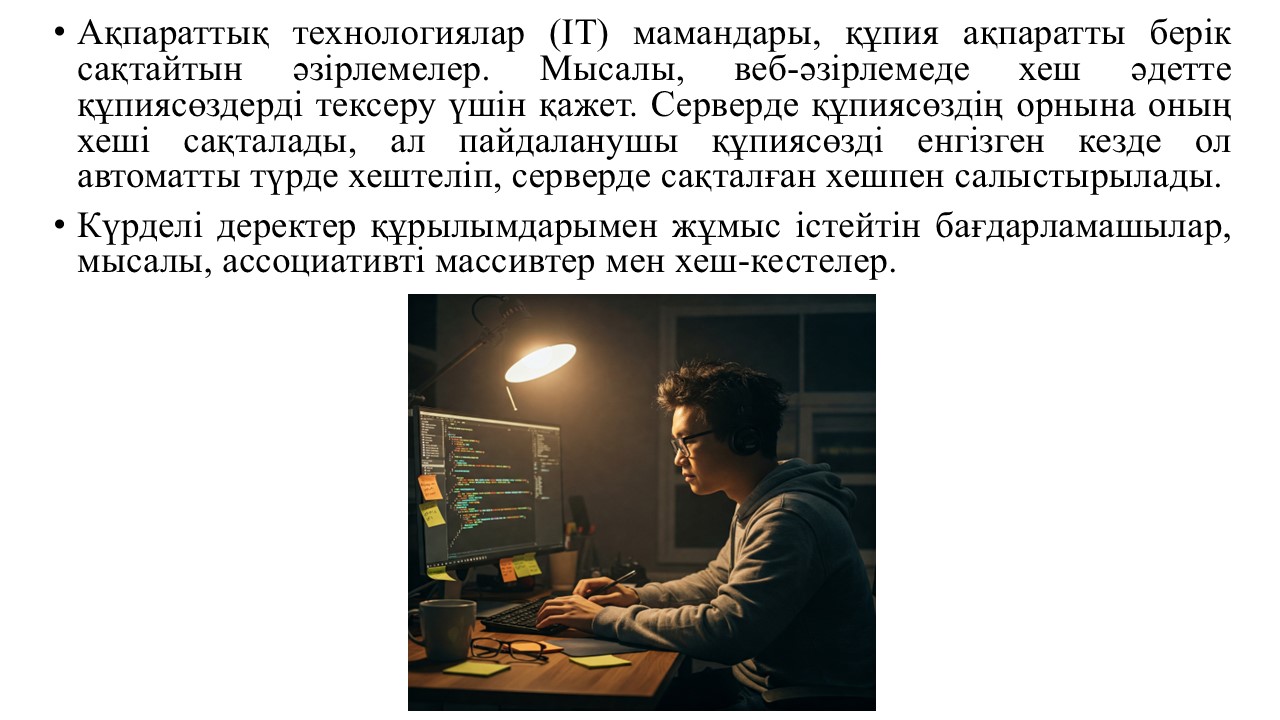 • Ақпараттық технологиялар (IT) мамандары, құпия ақпаратты берік
сақтайтын әзірлемелер. Мысалы, веб-әзірлемеде хеш әдетте
құпиясөздерді тексеру үшін қажет. Серверде құпиясөздің орнына оның
хеші сақталады, ал пайдаланушы құпиясөзді енгізген кезде ол
автоматты түрде хештеліп, серверде сақталған хешпен салыстырылады.
• Күрделі деректер құрылымдарымен жұмыс істейтін бағдарламашылар,
мысалы, ассоциативті массивтер мен хеш-кестелер.